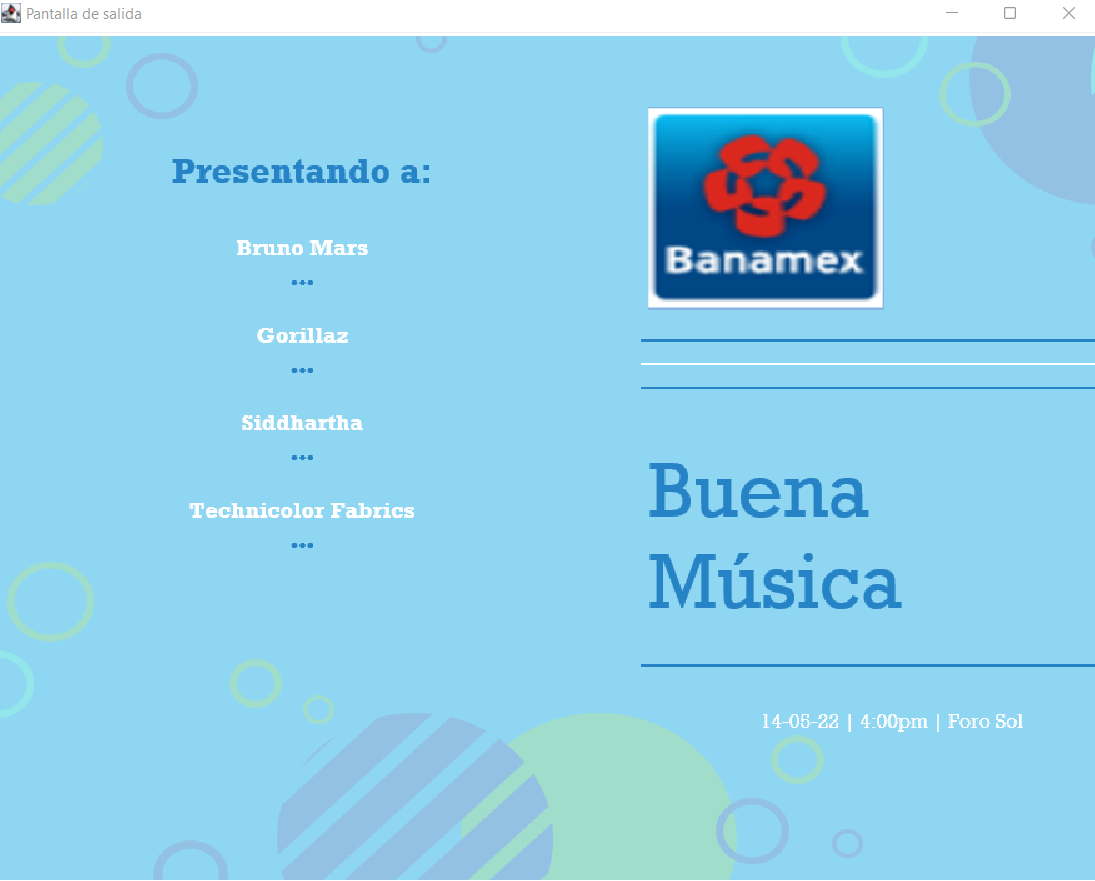 Pantalla de salida
Presentando a:
Bruno Mars
•••
Gorillaz
•••
Siddhartha
•••
Technicolor Fabrics
•••
Banamex
Buena
Música
14-05-22 | 4:00pm | Foro Sol